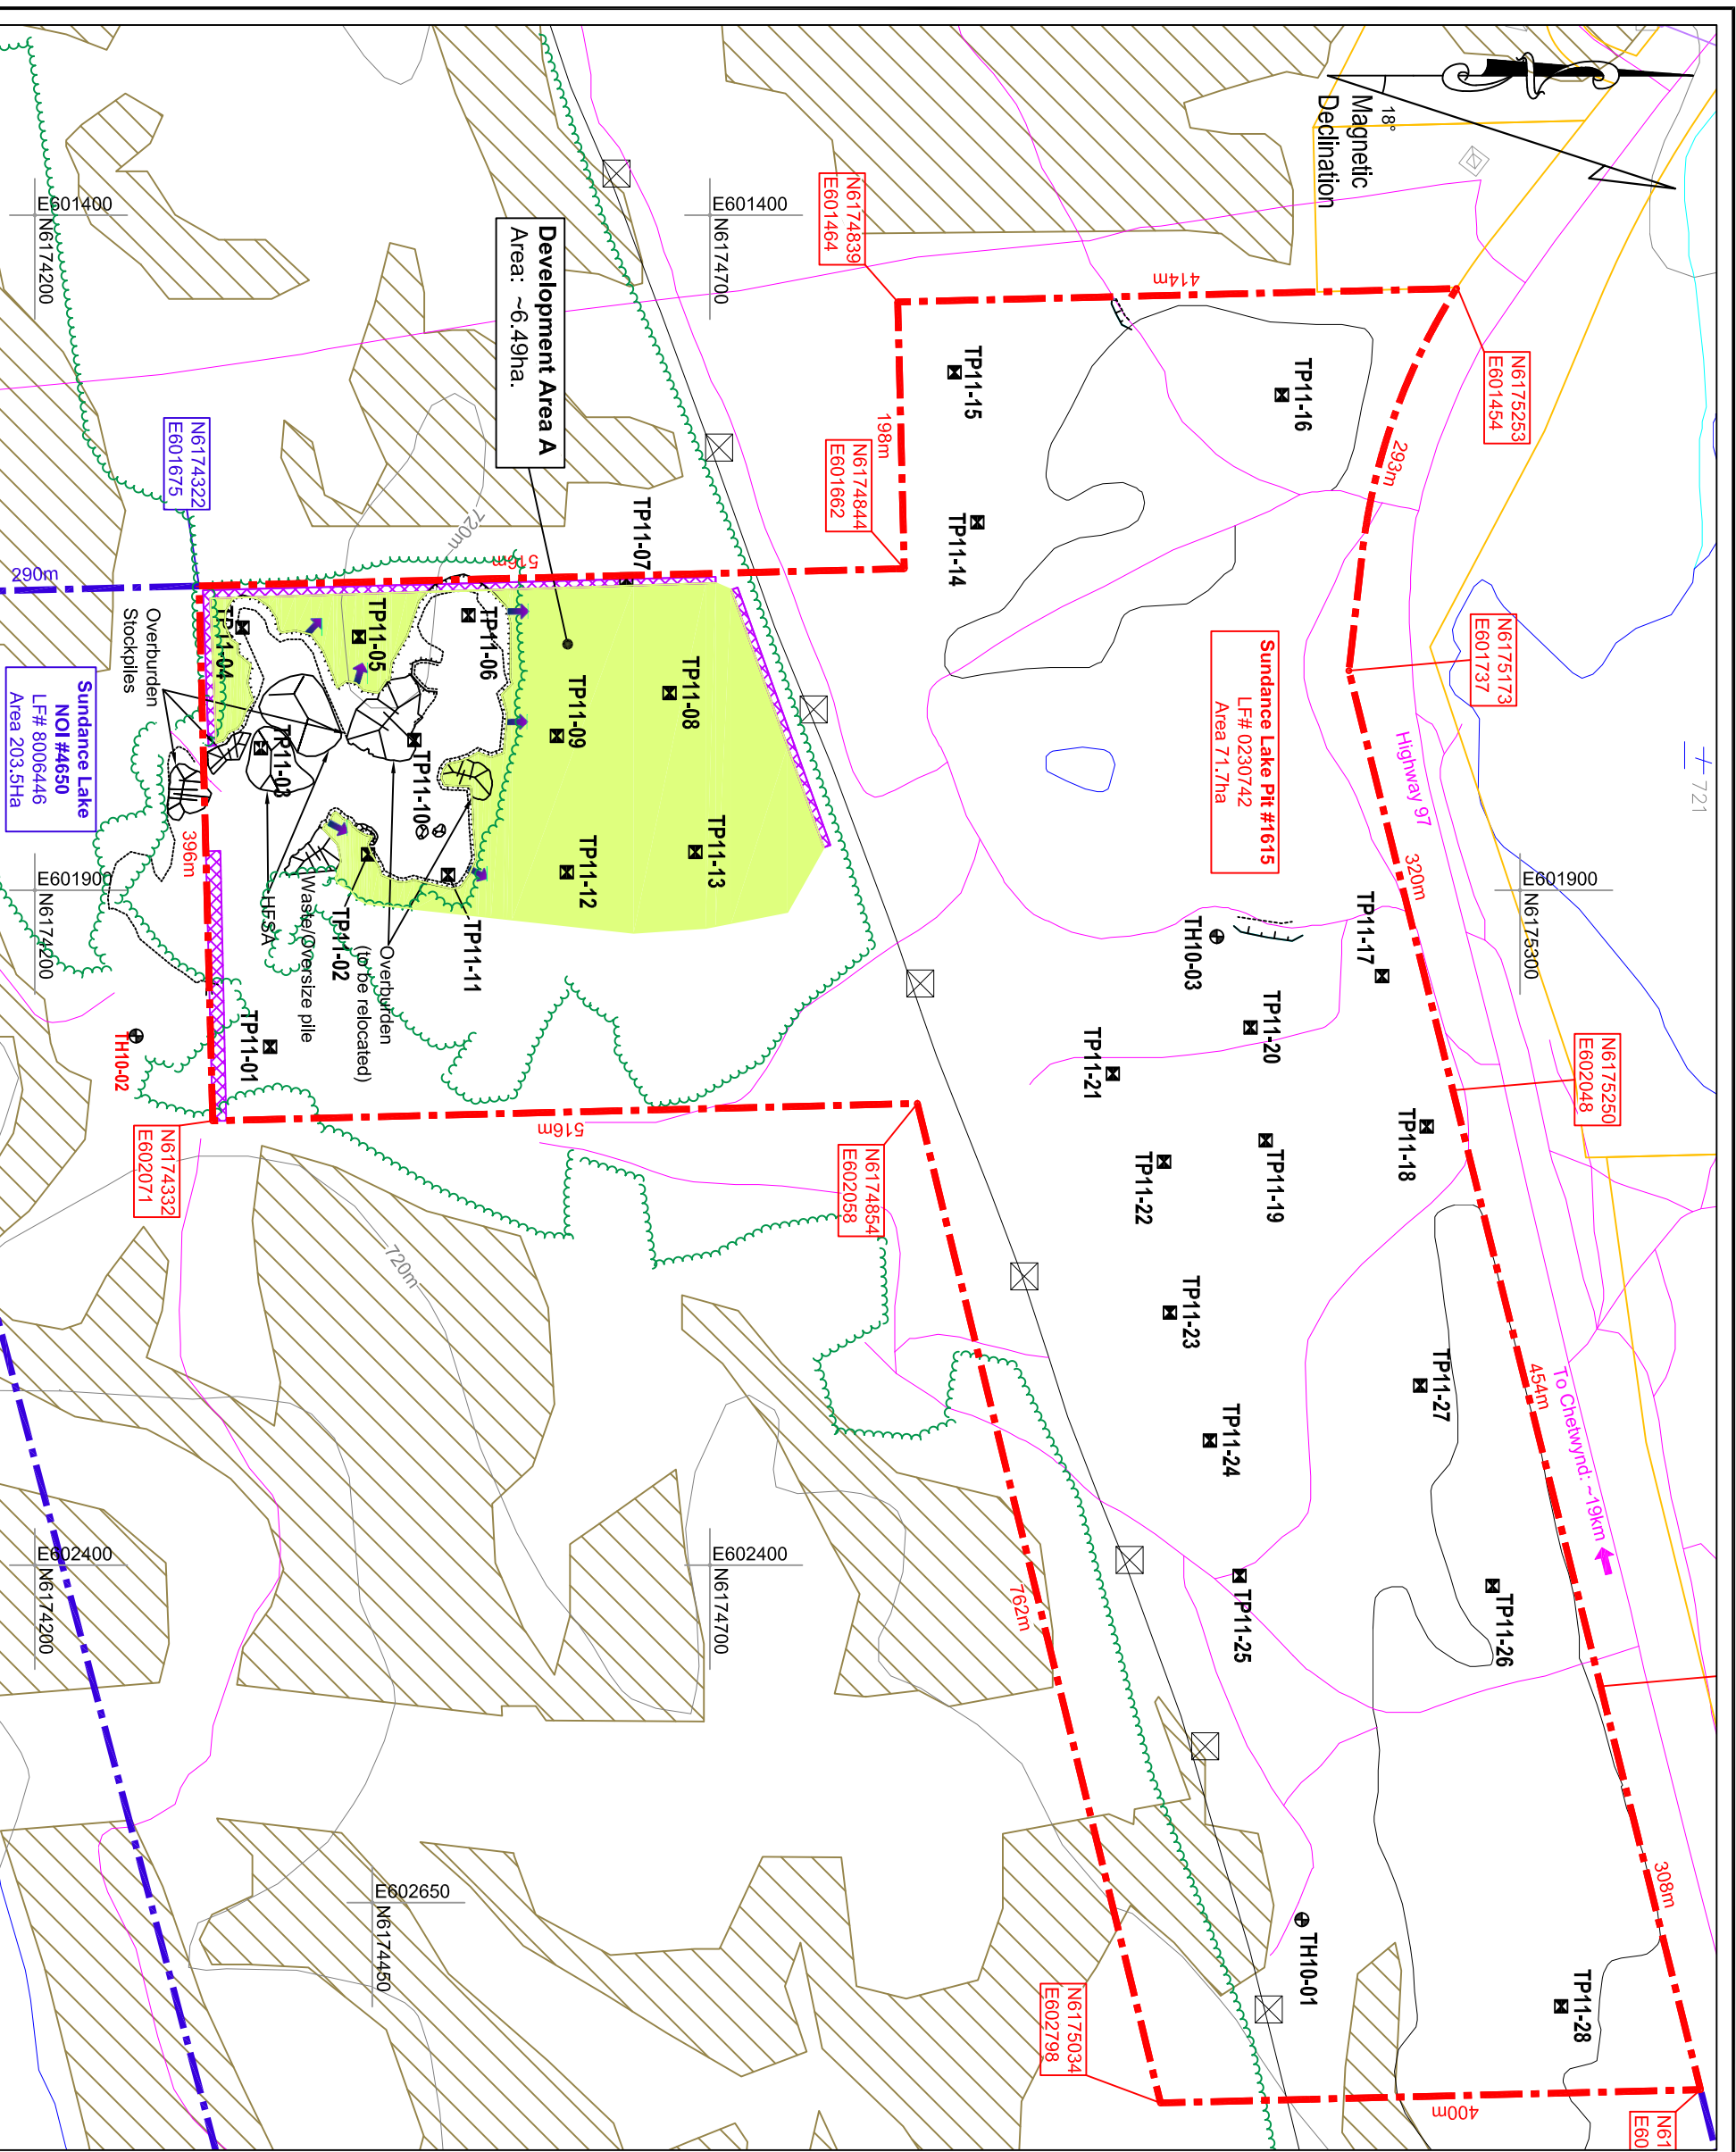 18°
Magnetic
Declination
721
N6175253
E601454
N6175173
E601737
N6175250
E602048
N61
E60
N6174839
E601464
N6174844
E601662
N6174854
E602058
N6175034
E602798
N6174332
E602071
N6174322
E601675
414m
293m
320m
454m
308m
400m
762m
516m
396m
516m
198m
290m
Highway 97
To Chetwynd: ~19km
Sundance Lake Pit #1615
LF# 0230742
Area 71.7ha
Development Area A
Area: ~6.49ha.
Sundance Lake
NOI #4650
LF# 8006446
Area 203.5Ha
Overburden
Stockpiles
Overburden
(to be relocated)
Waste/Oversize pile
HFSA
720m
720m
E601400
N6174200
E601400
N6174700
E601900
N6175300
E601900
N6174200
E602400
N6174200
E602400
N6174700
E602650
N6174450
TP11-01
TP11-02
TP11-03
TP11-04
TP11-05
TP11-06
TP11-07
TP11-08
TP11-09
TP11-10
TP11-11
TP11-12
TP11-13
TP11-14
TP11-15
TP11-16
TP11-17
TP11-18
TP11-19
TP11-20
TP11-21
TP11-22
TP11-23
TP11-24
TP11-25
TP11-26
TP11-27
TP11-28
TH10-01
TH10-02
TH10-03